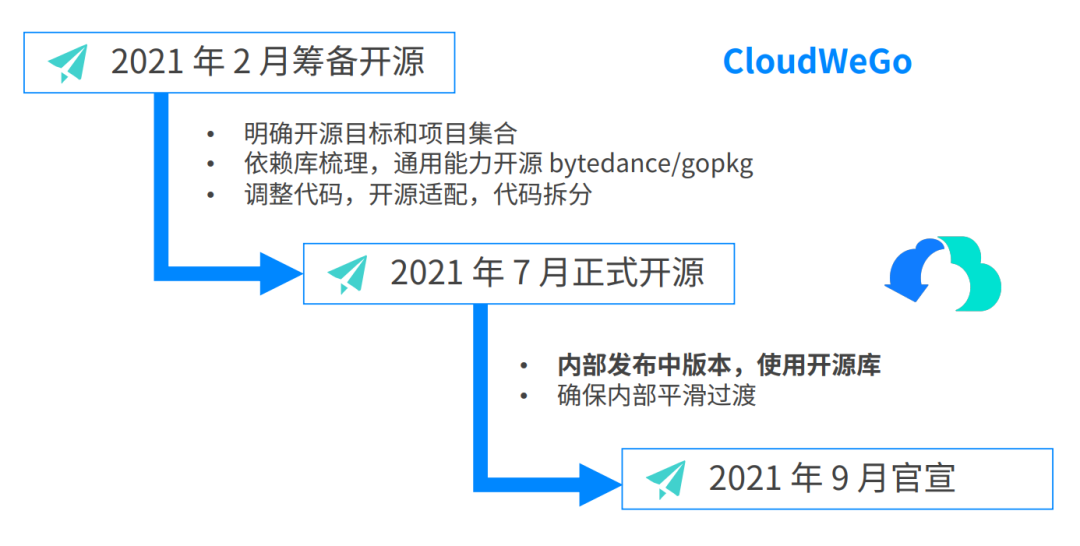 2021 年 2 月筹备开源
CloudWeGo
• 明确开源目标和项目集合
• 依赖库梳理，通用能力开源 bytedance/gopkg
• 调整代码，开源适配，代码拆分
2021 年 7 月正式开源
• 内部发布中版本，使用开源库
• 确保内部平滑过渡
2021 年 9 月官宣